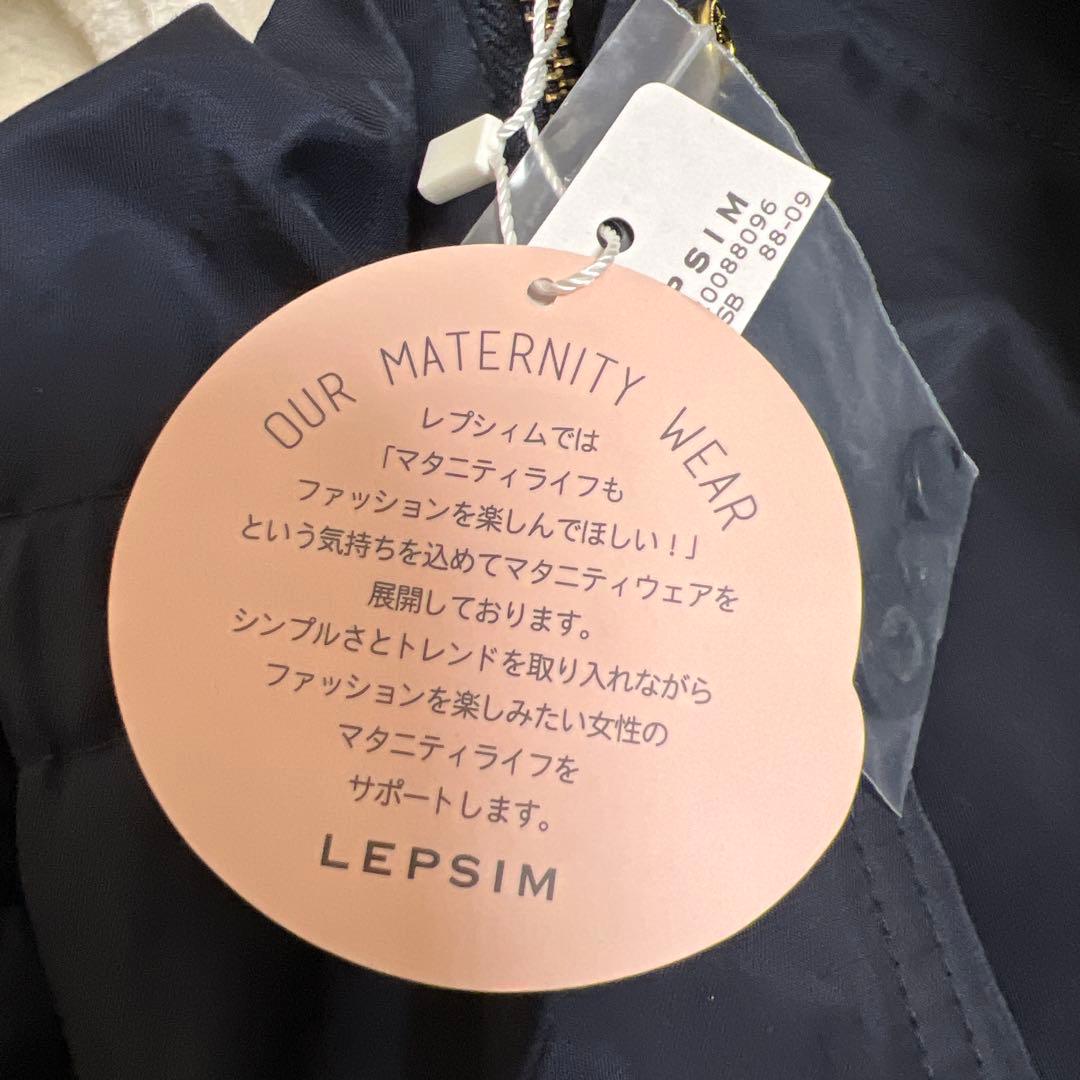 OUR MATERNITY WEAR
レプシィムでは
「マタニティライフも
ファッションを楽しんでほしい！」
という気持ちを込めてマタニティウェアを
展開しております。
シンプルさとトレンドを取り入れながら
ファッションを楽しみたい女性の
マタニティライフを
サポートします。
LEPSIM
PSIM
0088096
SB
88-09